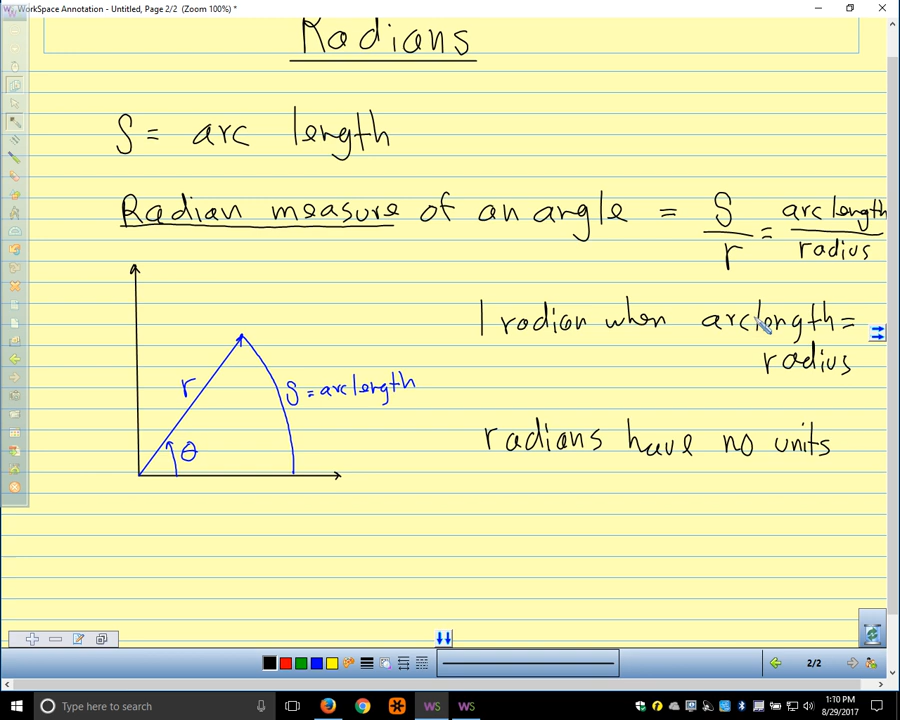 WorkSpace Annotation - Untitled, Page 2/2 (Zoom 100%) *
Radians
S = arc length
Radian measure of an angle = S/r = arc length/radius
1 radian when arc length =
radius
r
S = arc length
θ
radians have no units
2/2
Type here to search
WS
WS
1:10 PM
8/29/2017